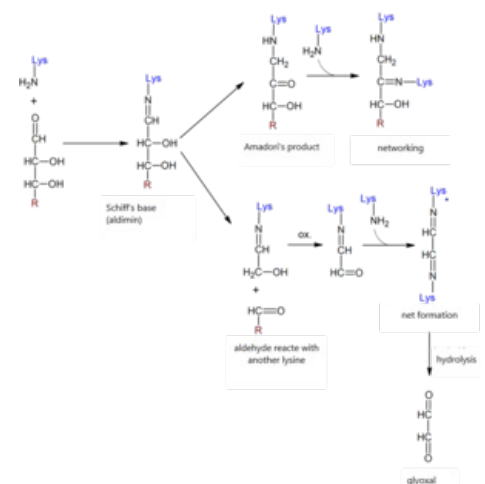 Lys
H₂N
+
O
CH
HC—OH
HC—OH
R
Lys
N
CH
HC—OH
HC—OH
R
Schiff's base
(aldimin)
Lys
HN
CH₂
C=O
HC—OH
R
Amadori's product
Lys
H₂N
Lys
HN
CH₂
C=N—Lys
HC—OH
R
networking
Lys
N
CH
H₂C—OH
+
HC=O
R
aldehyde reacte with
another lysine
ox.
Lys
N
CH
HC=O
Lys
NH₂
Lys
N
HC
HC
N
Lys
net formation
hydrolysis
O
HC
HC
O
glyoxal